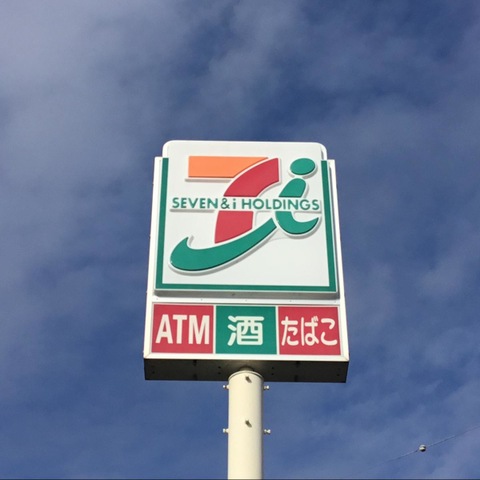 SEVEN & i HOLDINGS
ATM 酒 たばこ